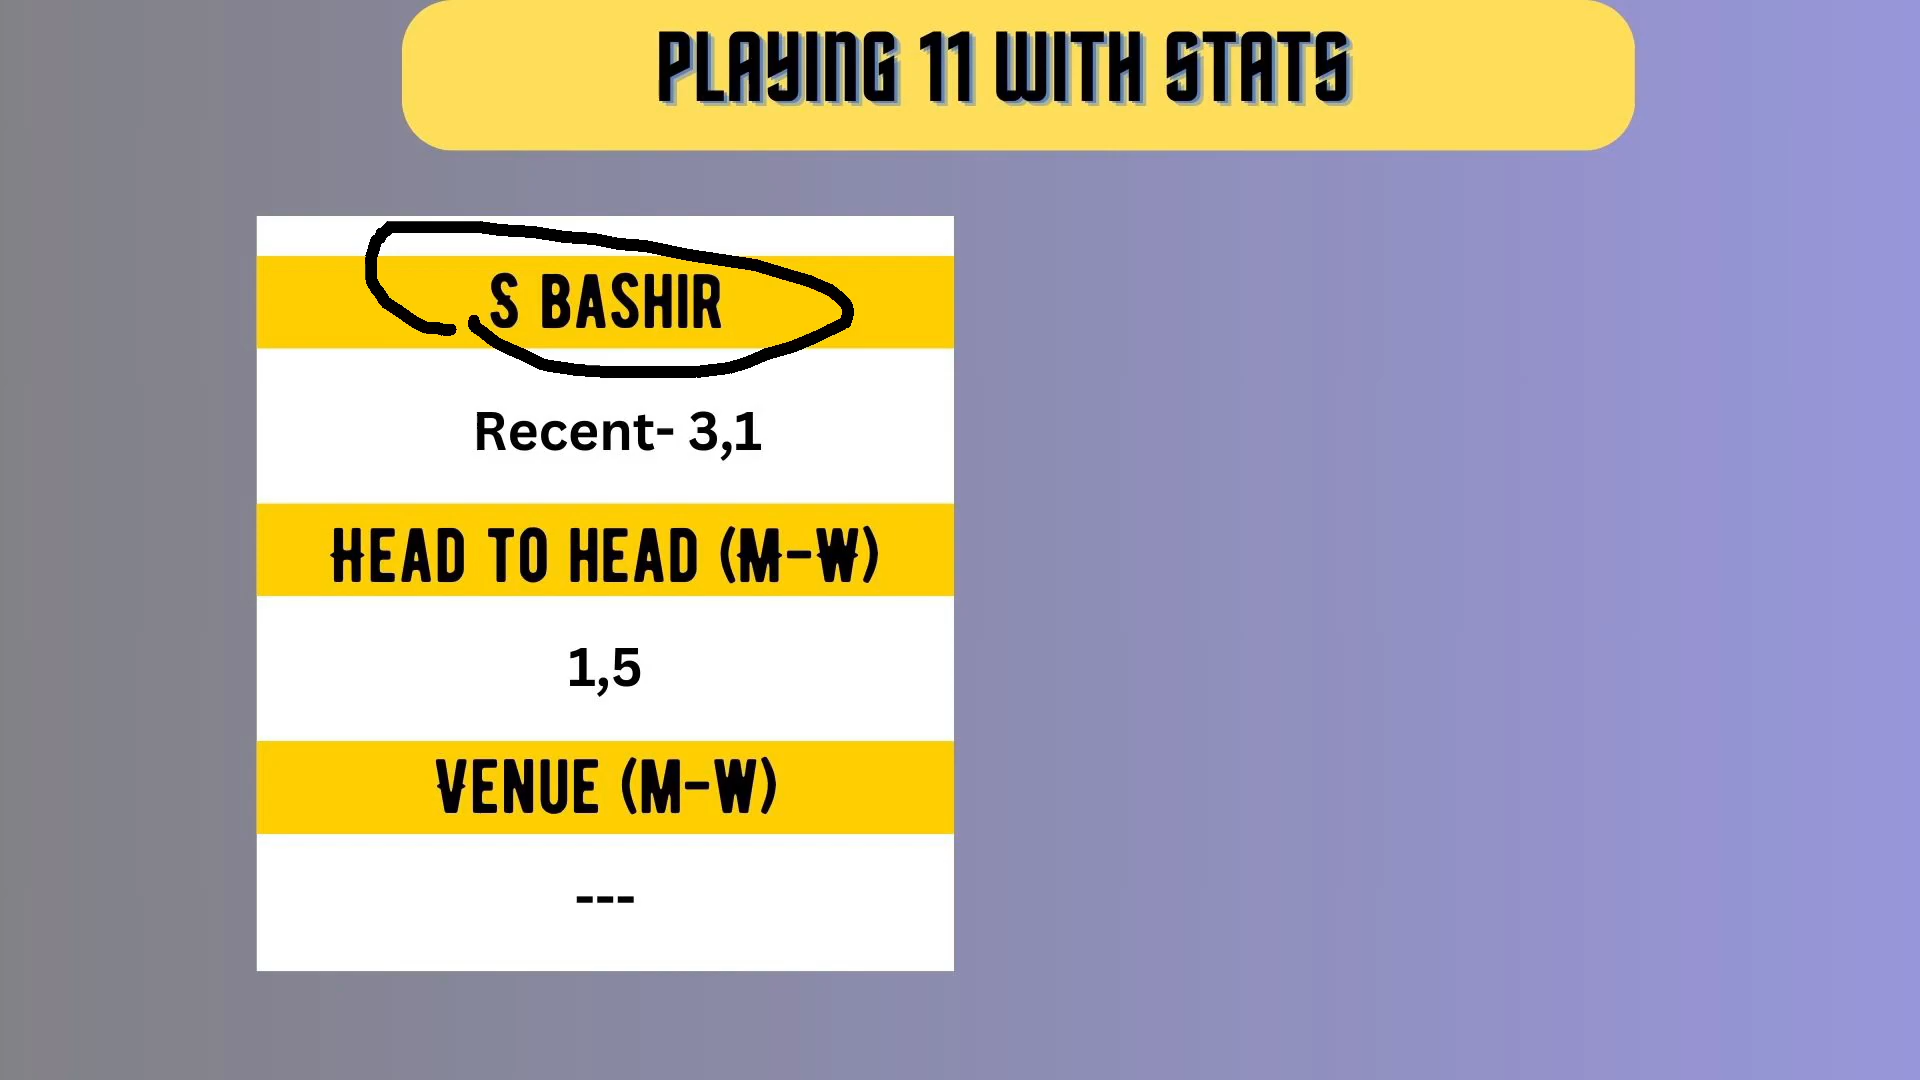 PLAYING 11 WITH STATS
S BASHIR
Recent- 3,1
HEAD TO HEAD (M-W)
1,5
VENUE (M-W)
---